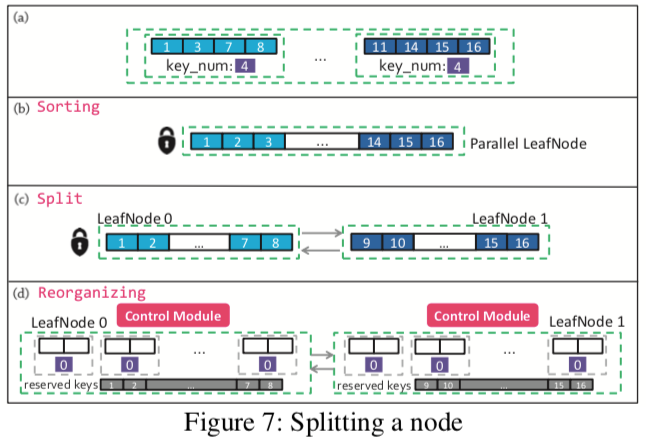 (a)
1 3 7 8 ... 11 14 15 16
key_num: 4 key_num: 4
(b) Sorting
1 2 3 ... 14 15 16 Parallel LeafNode
(c) Split
LeafNode 0 LeafNode 1
1 2 ... 7 8 9 10 ... 15 16
(d) Reorganizing
Control Module Control Module
LeafNode 0 LeafNode 1
... ...
0 0 0 0 0 0
reserved keys 1 2 ... 7 8 reserved keys 9 10 ... 15 16
Figure 7: Splitting a node